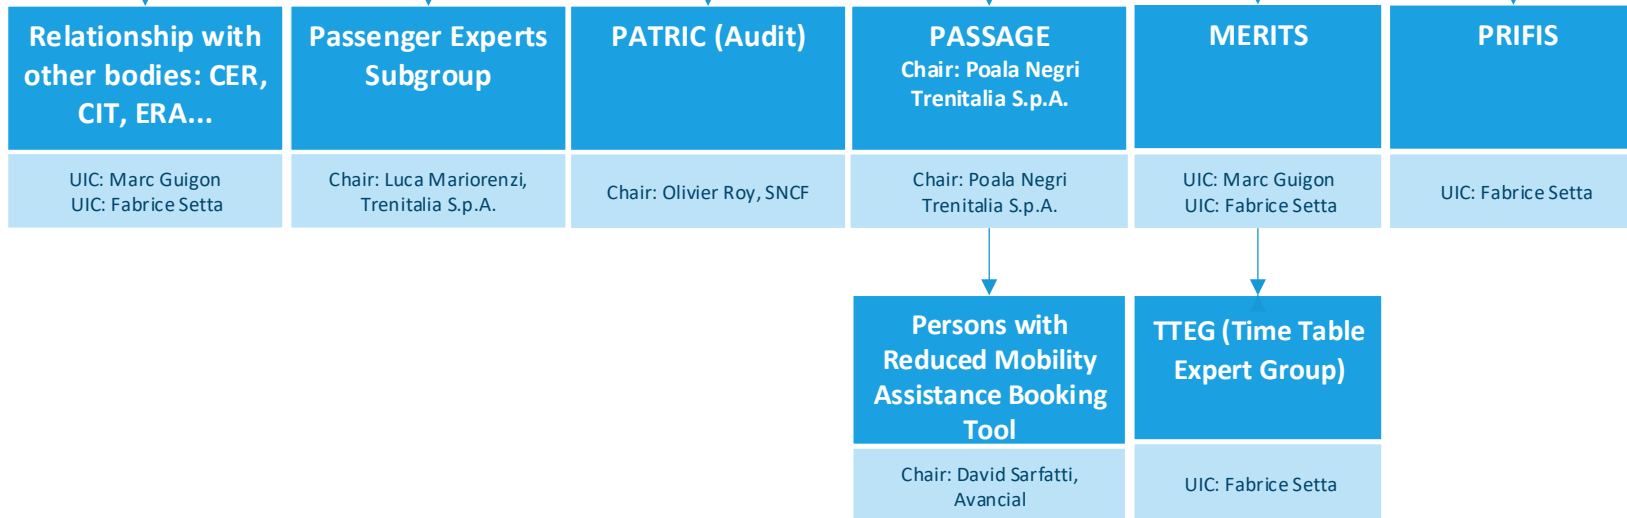 Relationship with
other bodies: CER,
CIT, ERA...
UIC: Marc Guigon
UIC: Fabrice Setta
Passenger Experts
Subgroup
Chair: Luca Mariorenzi,
Trenitalia S.p.A.
PATRIC (Audit)
Chair: Olivier Roy, SNCF
PASSAGE
Chair: Poala Negri
Trenitalia S.p.A.
Chair: Poala Negri
Trenitalia S.p.A.
MERITS
UIC: Marc Guigon
UIC: Fabrice Setta
PRIFIS
UIC: Fabrice Setta
Persons with
Reduced Mobility
Assistance Booking
Tool
Chair: David Sarfatti,
Avancial
TTEG (Time Table
Expert Group)
UIC: Fabrice Setta